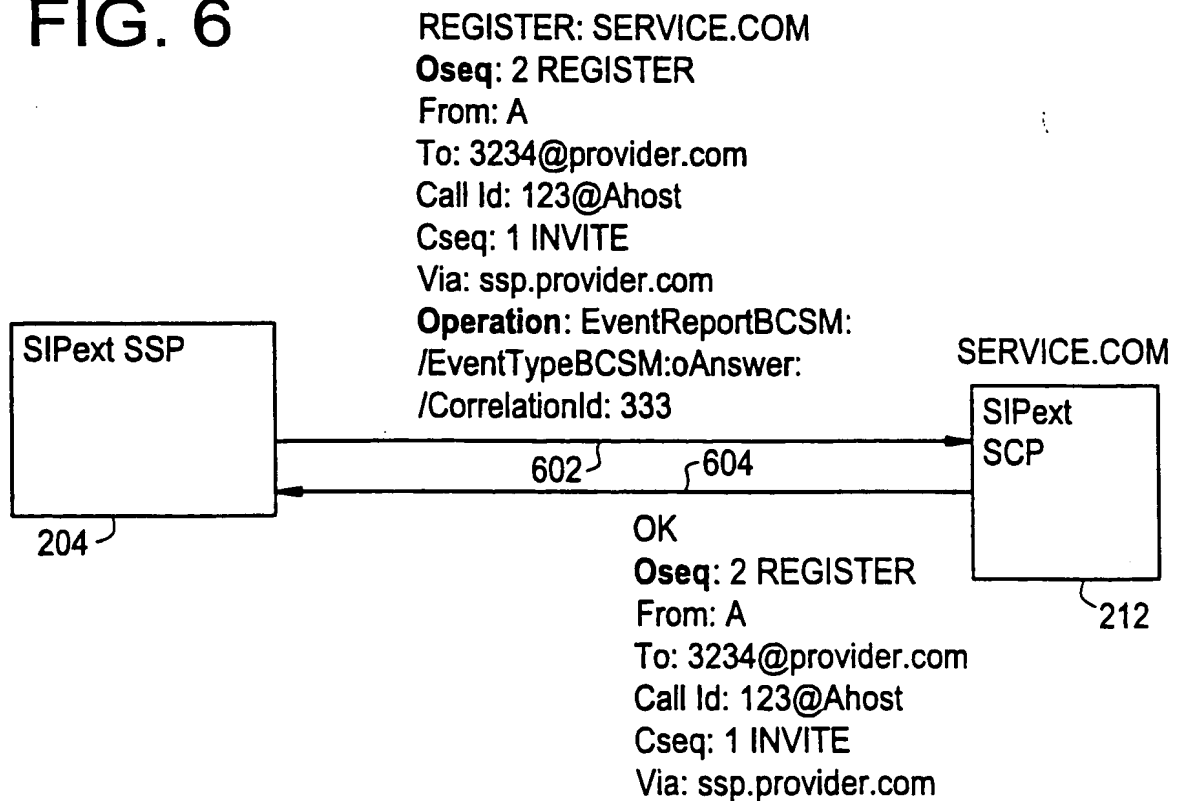 FIG. 6
REGISTER: SERVICE.COM
Oseq: 2 REGISTER
From: A
To: 3234@provider.com
Call Id: 123@Ahost
Cseq: 1 INVITE
Via: ssp.provider.com
Operation: EventReportBCSM:
/EventTypeBCSM:oAnswer:
/CorrelationId: 333
SIPext SSP
SERVICE.COM
SIPext
SCP
602
604
204
212
OK
Oseq: 2 REGISTER
From: A
To: 3234@provider.com
Call Id: 123@Ahost
Cseq: 1 INVITE
Via: ssp.provider.com